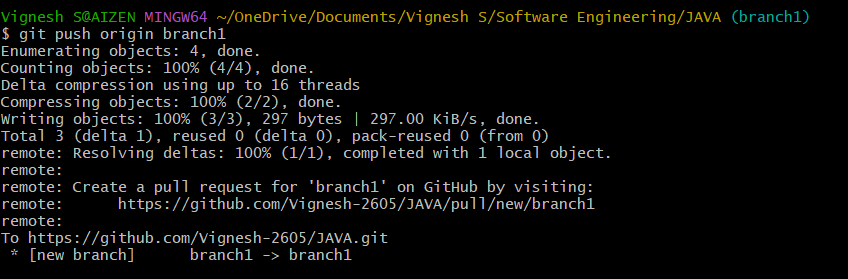 Vignesh S@AIZEN MINGW64 ~/OneDrive/Documents/Vignesh S/Software Engineering/JAVA (branch1)
$ git push origin branch1
Enumerating objects: 4, done.
Counting objects: 100% (4/4), done.
Delta compression using up to 16 threads
Compressing objects: 100% (2/2), done.
Writing objects: 100% (3/3), 297 bytes | 297.00 KiB/s, done.
Total 3 (delta 1), reused 0 (delta 0), pack-reused 0 (from 0)
remote: Resolving deltas: 100% (1/1), completed with 1 local object.
remote:
remote: Create a pull request for 'branch1' on GitHub by visiting:
remote:      https://github.com/Vignesh-2605/JAVA/pull/new/branch1
remote:
To https://github.com/Vignesh-2605/JAVA.git
 * [new branch]      branch1 -> branch1